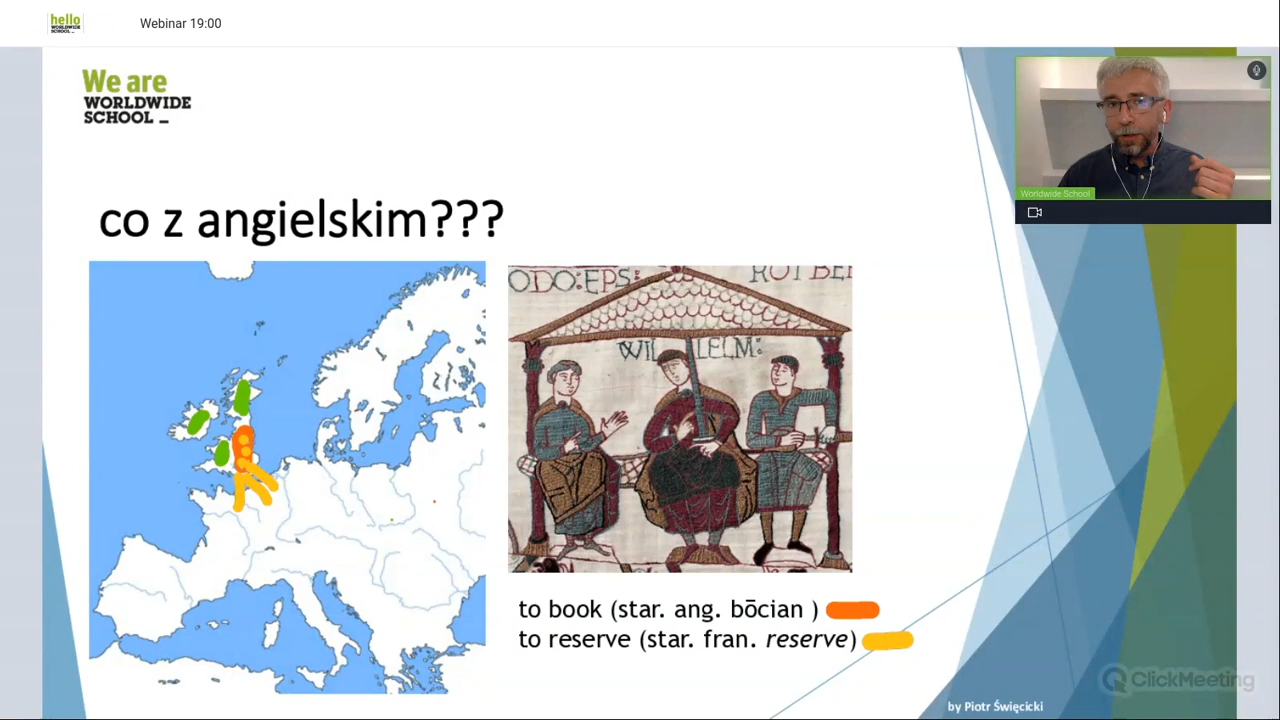 hello
WORLDWIDE
SCHOOL _
Webinar 19:00
We are
WORLDWIDE
SCHOOL _
Worldwide School
co z angielskim???
ODO:EPS:
ROTBE
WILLELM:
to book (star. ang. bōcian )
to reserve (star. fran. reserve)
ClickMeeting
by Piotr Święcicki